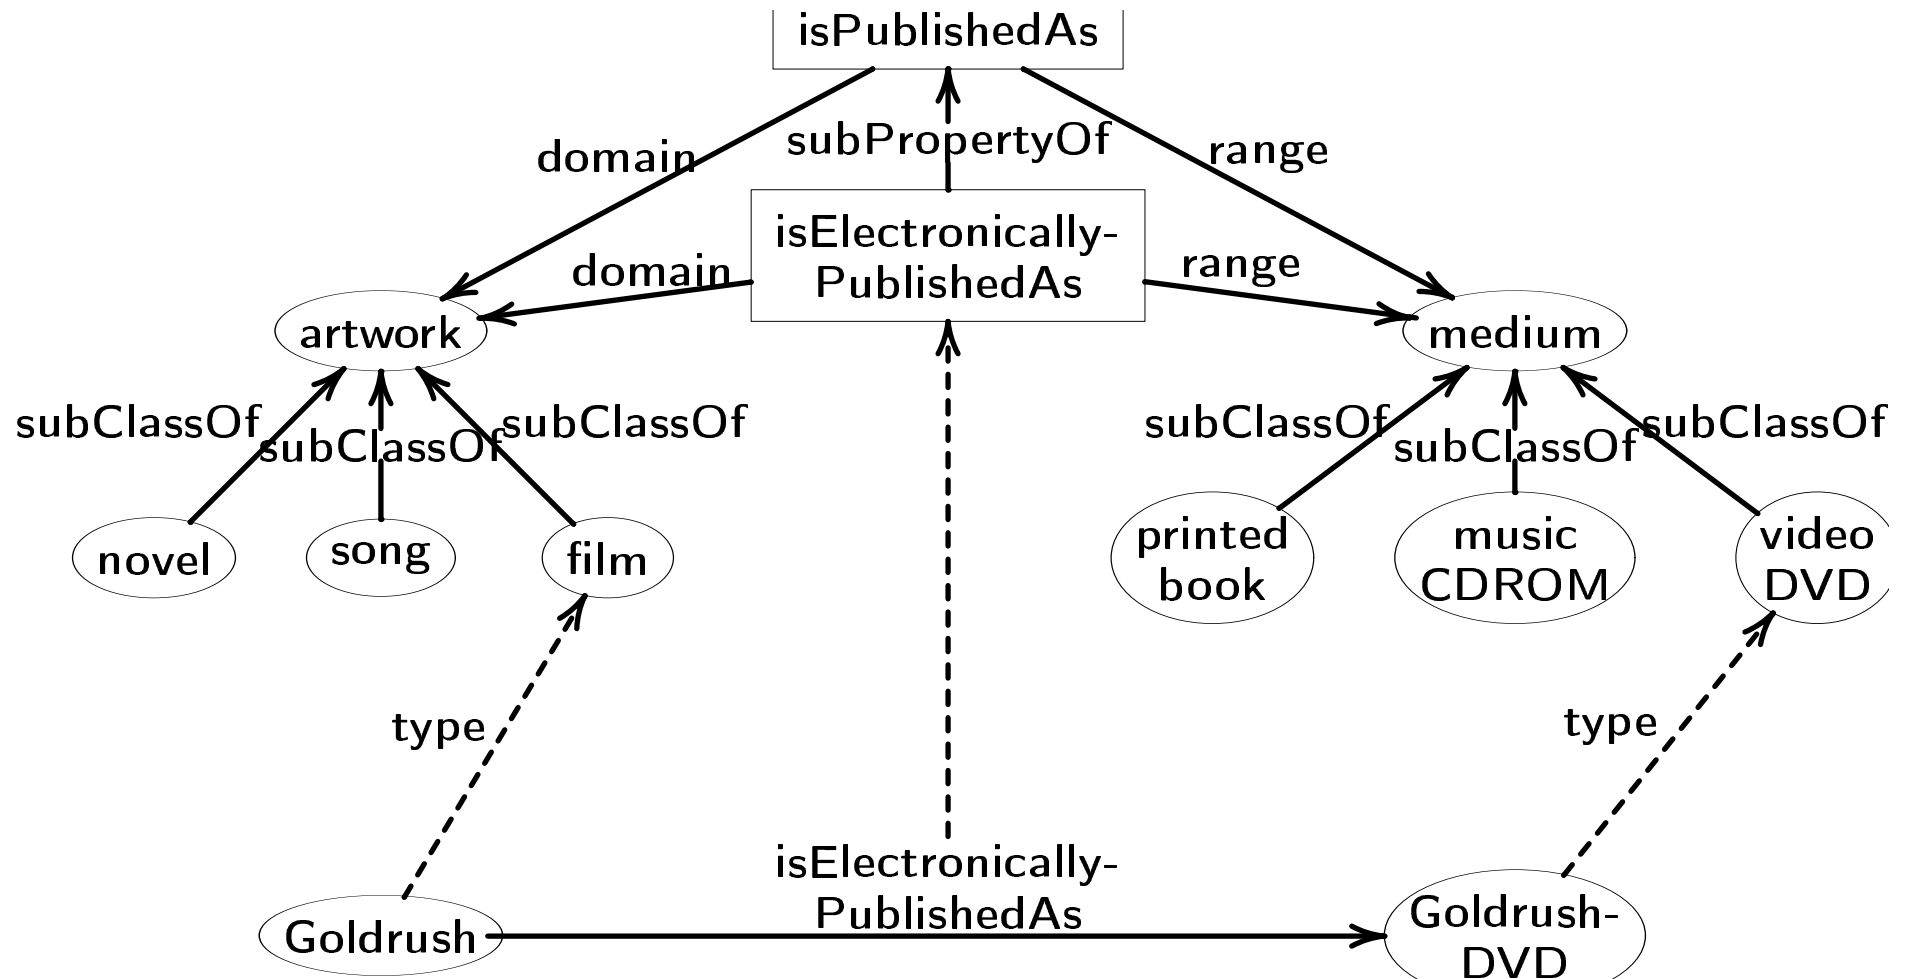 isPublishedAs
domain
subPropertyOf
range
isElectronically-
PublishedAs
domain
range
artwork
medium
subClassOf
subClassOf
subClassOf
subClassOf
subClassOf
subClassOf
novel
song
film
printed
book
music
CDROM
video
DVD
type
type
isElectronically-
PublishedAs
Goldrush
Goldrush-
DVD